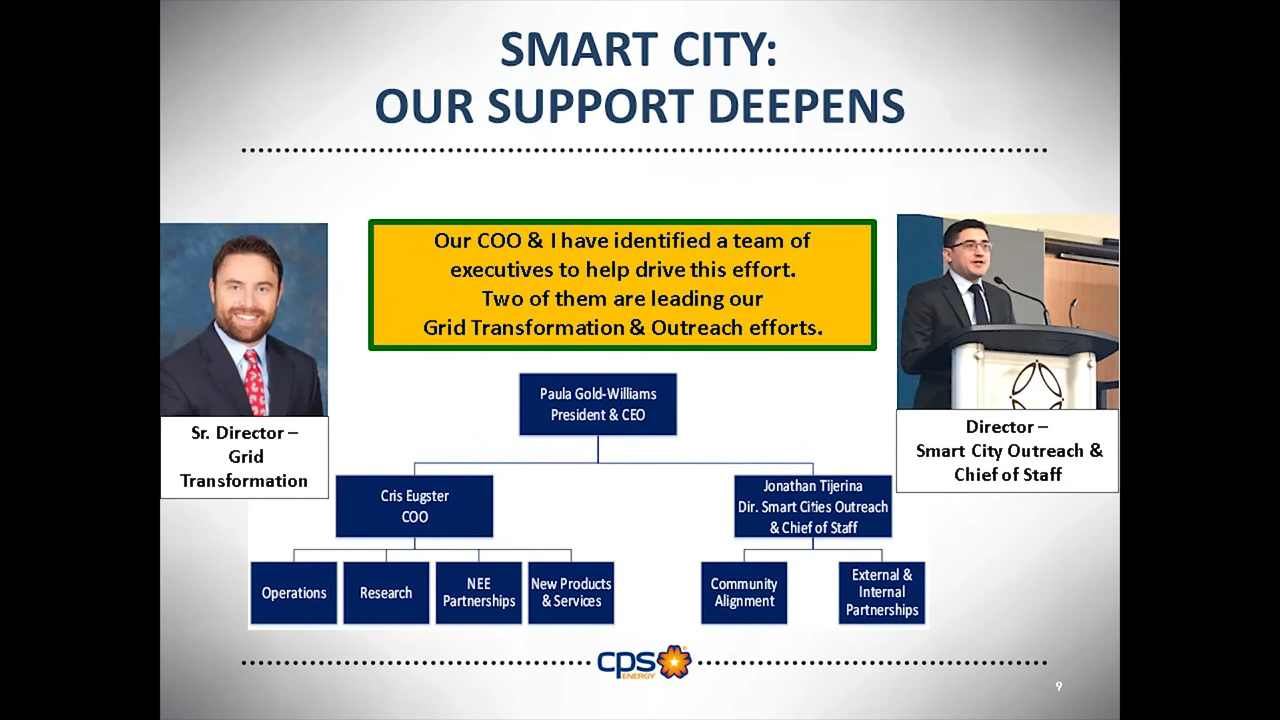 SMART CITY:
OUR SUPPORT DEEPENS
Our COO & I have identified a team of
executives to help drive this effort.
Two of them are leading our
Grid Transformation & Outreach efforts.
Sr. Director –
Grid
Transformation
Director –
Smart City Outreach &
Chief of Staff
Paula Gold-Williams
President & CEO
Cris Eugster
COO
Jonathan Tijerina
Dir. Smart Cities Outreach
& Chief of Staff
Operations
Research
NEE
Partnerships
New Products
& Services
Community
Alignment
External &
Internal
Partnerships
cps
ENERGY
9